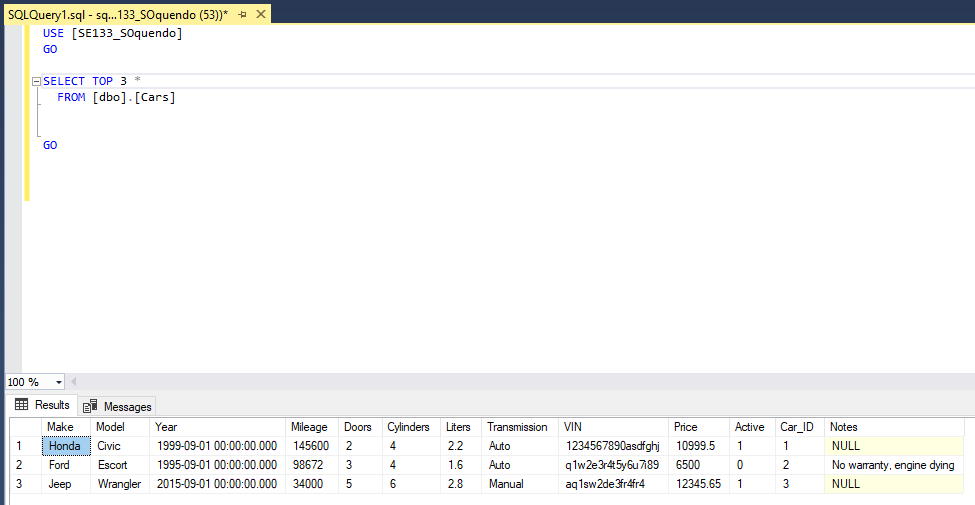 SQLQuery1.sql - sq...133_SOquendo (53))*
USE [SE133_SOquendo]
GO
SELECT TOP 3 *
FROM [dbo].[Cars]
GO
100 %
Results Messages
Make Model Year Mileage Doors Cylinders Liters Transmission VIN Price Active Car_ID Notes
1 Honda Civic 1999-09-01 00:00:00.000 145600 2 4 2.2 Auto 1234567890asdfghj 10999.5 1 1 NULL
2 Ford Escort 1995-09-01 00:00:00.000 98672 3 4 1.6 Auto q1w2e3r4t5y6u7i89 6500 0 2 No warranty, engine dying
3 Jeep Wrangler 2015-09-01 00:00:00.000 34000 5 6 2.8 Manual aq1sw2de3fr4fr4 12345.65 1 3 NULL